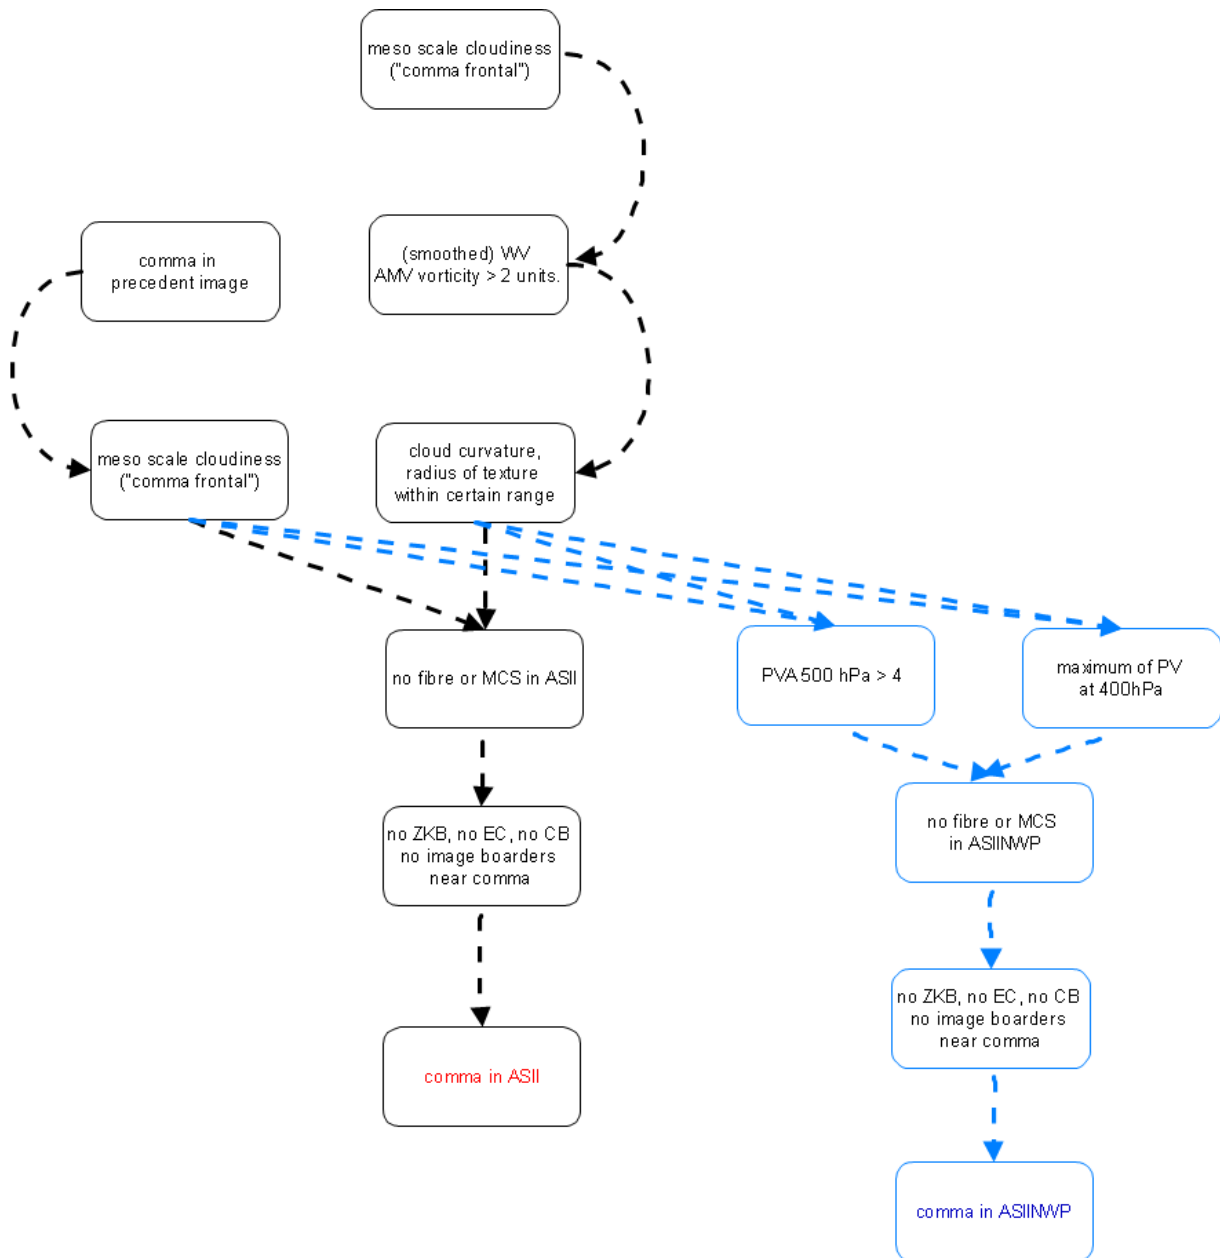 meso scale cloudiness
("comma frontal")
comma in
precedent image
(smoothed) WV
AMV vorticity > 2 units.
meso scale cloudiness
("comma frontal")
cloud curvature,
radius of texture
within certain range
no fibre or MCS in ASII
PVA 500 hPa > 4
maximum of PV
at 400hPa
no ZKB, no EC, no CB
no image boarders
near comma
no fibre or MCS
in ASIINWP
comma in ASII
no ZKB, no EC, no CB
no image boarders
near comma
comma in ASIINWP